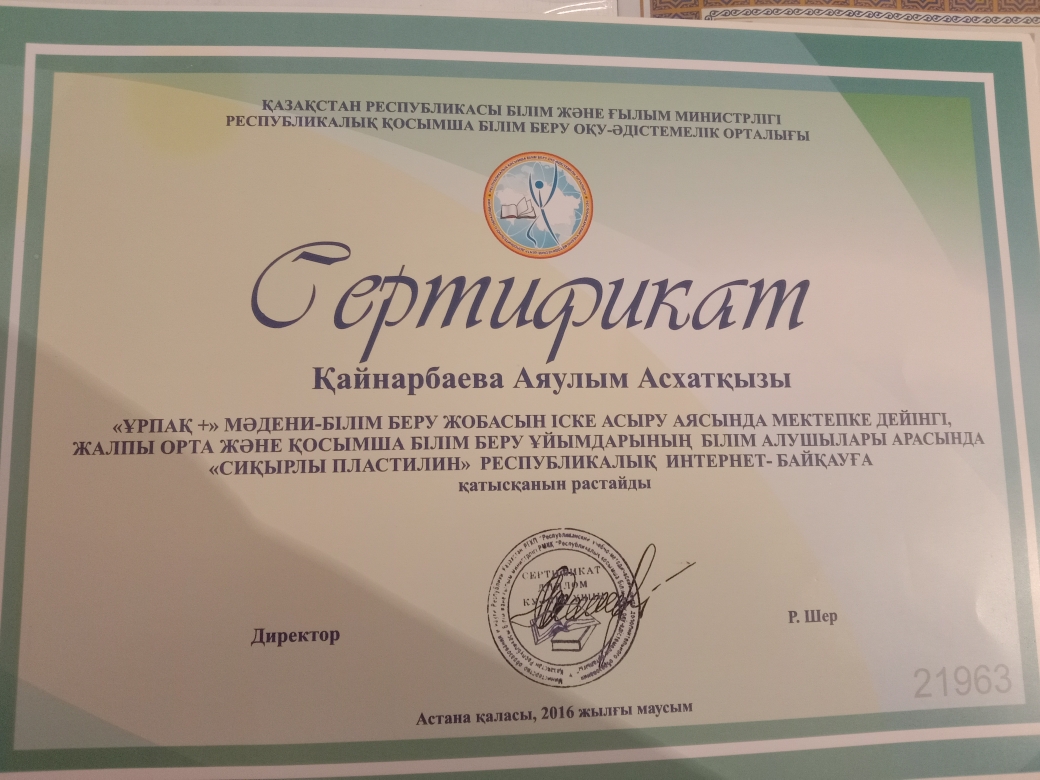 ҚАЗАҚСТАН РЕСПУБЛИКАСЫ БІЛІМ ЖӘНЕ ҒЫЛЫМ МИНИСТРЛІГІ
РЕСПУБЛИКАЛЫҚ ҚОСЫМША БІЛІМ БЕРУ ОҚУ-ӘДІСТЕМЕЛІК ОРТАЛЫҒЫ
Сертификат
Қайнарбаева Аяулым Асхатқызы
«ҰРПАҚ +» МӘДЕНИ-БІЛІМ БЕРУ ЖОБАСЫН ІСКЕ АСЫРУ АЯСЫНДА МЕКТЕПКЕ ДЕЙІНГІ,
ЖАЛПЫ ОРТА ЖӘНЕ ҚОСЫМША БІЛІМ БЕРУ ҰЙЫМДАРЫНЫҢ БІЛІМ АЛУШЫЛАРЫ АРАСЫНДА
«СИҚЫРЛЫ ПЛАСТИЛИН» РЕСПУБЛИКАЛЫҚ ИНТЕРНЕТ- БАЙҚАУҒА
қатысқанын растайды
СЕРТИФИКАТ
ДИПЛОМ
Директор
Р. Шер
21963
Астана қаласы, 2016 жылғы маусым